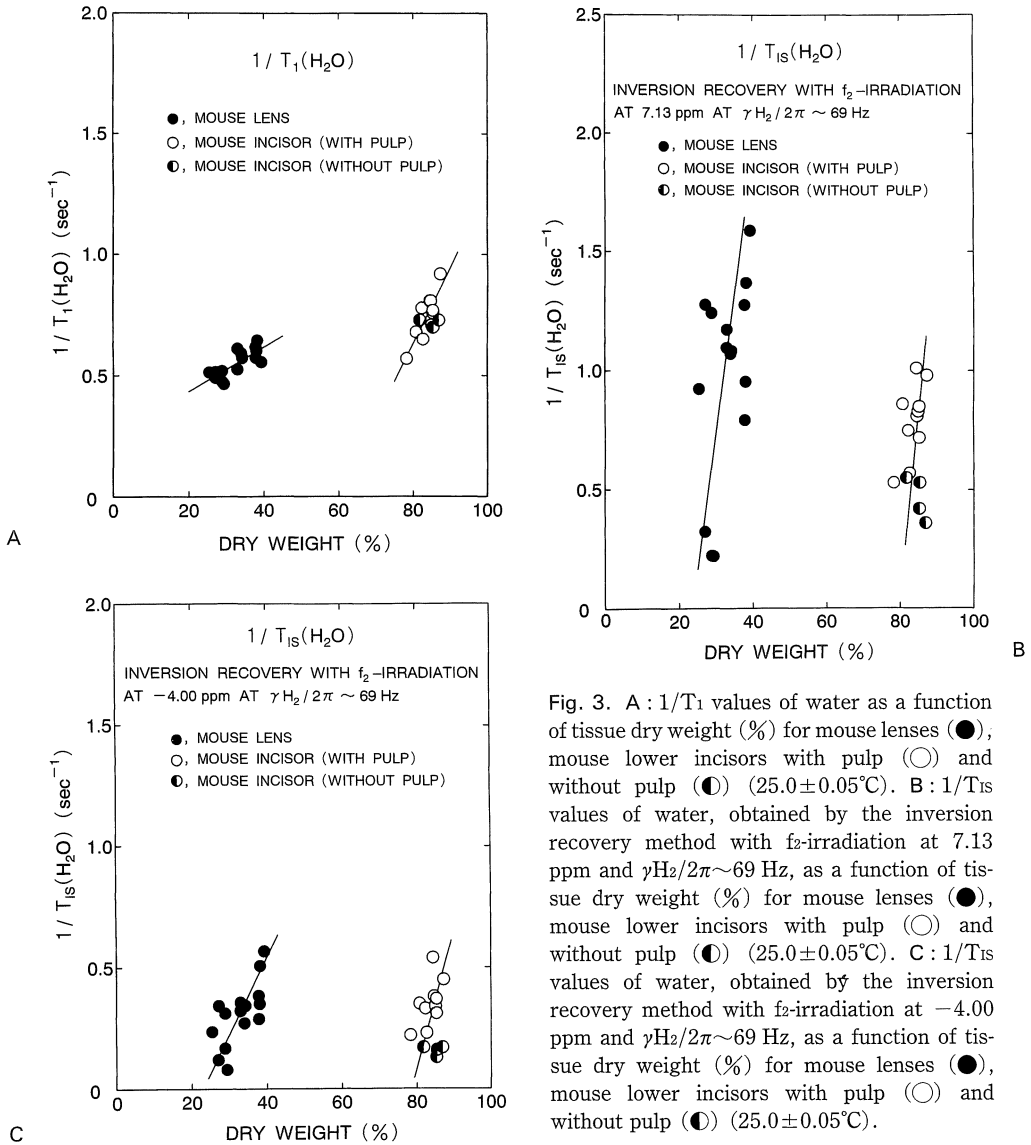 2.0
1.5
1.0
0.5
0
1/T₁(H₂O) (sec⁻¹)
1/ T₁(H₂O)
●, MOUSE LENS
○, MOUSE INCISOR (WITH PULP)
◐, MOUSE INCISOR (WITHOUT PULP)
0 20 40 60 80 100
DRY WEIGHT (%)
A
2.5
2.0
1.5
1.0
0.5
0
1/TIS(H₂O) (sec⁻¹)
1/ TIS(H₂O)
INVERSION RECOVERY WITH f₂-IRRADIATION
AT 7.13 ppm AT γH₂/2π ~ 69 Hz
●, MOUSE LENS
○, MOUSE INCISOR (WITH PULP)
◐, MOUSE INCISOR (WITHOUT PULP)
0 20 40 60 80 100
DRY WEIGHT (%)
B
2.0
1.5
1.0
0.5
0
1/TIS(H₂O) (sec⁻¹)
1/ TIS(H₂O)
INVERSION RECOVERY WITH f₂-IRRADIATION
AT −4.00 ppm AT γH₂/2π ~ 69 Hz
●, MOUSE LENS
○, MOUSE INCISOR (WITH PULP)
◐, MOUSE INCISOR (WITHOUT PULP)
0 20 40 60 80 100
DRY WEIGHT (%)
C
Fig. 3. A : 1/T₁ values of water as a function
of tissue dry weight (%) for mouse lenses (●),
mouse lower incisors with pulp (○) and
without pulp (◐) (25.0±0.05℃). B : 1/TIS
values of water, obtained by the inversion
recovery method with f₂-irradiation at 7.13
ppm and γH₂/2π~69 Hz, as a function of tis-
sue dry weight (%) for mouse lenses (●),
mouse lower incisors with pulp (○) and
without pulp (◐) (25.0±0.05℃). C : 1/TIS
values of water, obtained by the inversion
recovery method with f₂-irradiation at −4.00
ppm and γH₂/2π~69 Hz, as a function of tis-
sue dry weight (%) for mouse lenses (●),
mouse lower incisors with pulp (○) and
without pulp (◐) (25.0±0.05℃).